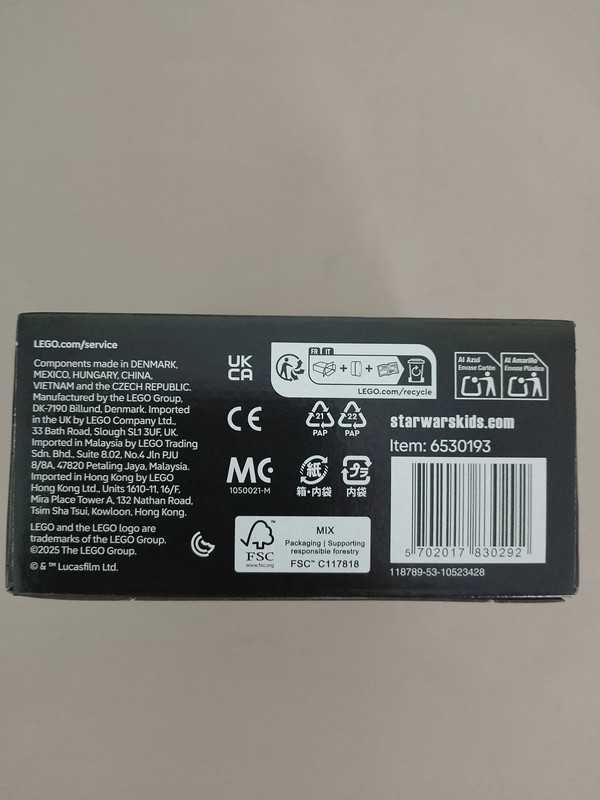 LEGO.com/service
Components made in DENMARK,
MEXICO, HUNGARY, CHINA,
VIETNAM and the CZECH REPUBLIC.
Manufactured by the LEGO Group,
DK-7190 Billund, Denmark. Imported
in the UK by LEGO Company Ltd.,
33 Bath Road, Slough SL1 3UF, UK.
Imported in Malaysia by LEGO Trading
Sdn. Bhd., Suite 8.02, No.4 Jln PJU
8/8A, 47820 Petaling Jaya, Malaysia.
Imported in Hong Kong by LEGO
Hong Kong Ltd., Units 1610-11, 16/F,
Mira Place Tower A, 132 Nathan Road,
Tsim Sha Tsui, Kowloon, Hong Kong.
LEGO and the LEGO logo are
trademarks of the LEGO Group.
©2025 The LEGO Group.
© & ™ Lucasfilm Ltd.
UK
CA
CE
MC
1050021-M
FR IT
LEGO.com/recycle
21
PAP
22
PAP
紙
箱・内袋
プラ
内袋
FSC
www.fsc.org
MIX
Packaging | Supporting
responsible forestry
FSC™ C117818
Al Azul
Envase Cartón
Al Amarillo
Envase Plástico
starwarskids.com
Item: 6530193
5 702017 830292
118789-53-10523428